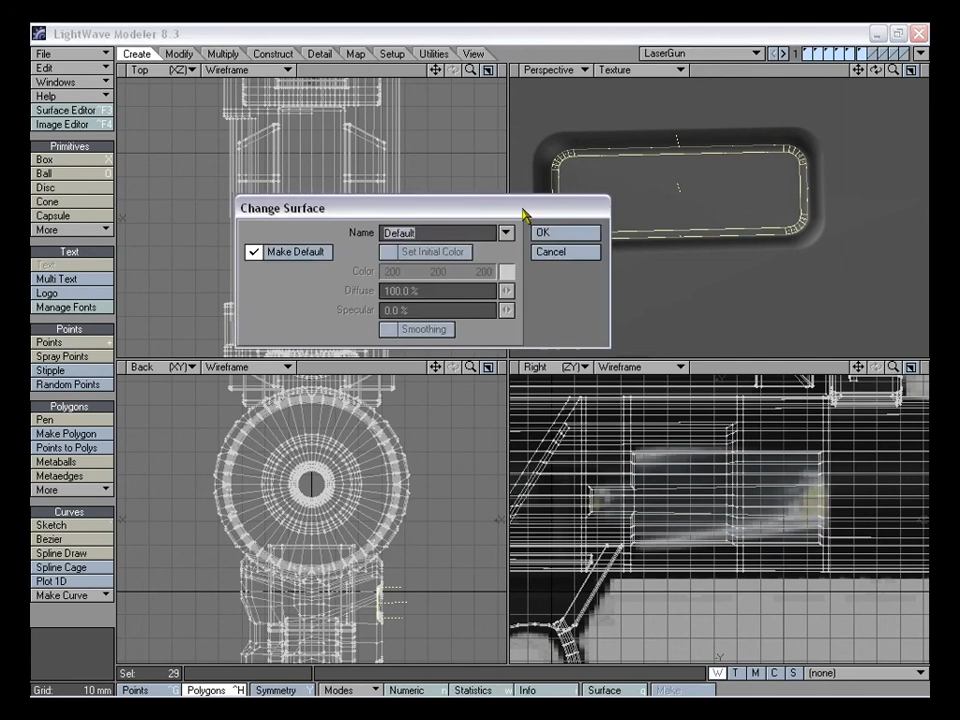 LightWave Modeler 8.3
File
Edit
Windows
Help
Surface Editor F3
Image Editor ^F4
Primitives
Box X
Ball O
Disc
Cone
Capsule
More
Text
Text
Multi Text
Logo
Manage Fonts
Points
Points +
Spray Points
Stipple
Random Points
Polygons
Pen
Make Polygon
Points to Polys
Metaballs
Metaedges
More
Curves
Sketch
Bezier
Spline Draw
Spline Cage
Plot 1D
Make Curve
Create Modify Multiply Construct Detail Map Setup Utilities View
LaserGun
1
Top (XZ) Wireframe
Perspective Texture
Change Surface
Name Default
OK
Make Default
Set Initial Color
Cancel
Color 200 200 200
Diffuse 100.0 %
Specular 0.0 %
Smoothing
Back (XY) Wireframe
Right (ZY) Wireframe
Sel: 29
W T M C S (none)
Grid: 10 mm
Points ^G
Polygons ^H
Symmetry Y
Modes
Numeric n
Statistics w
Info i
Surface q
Make